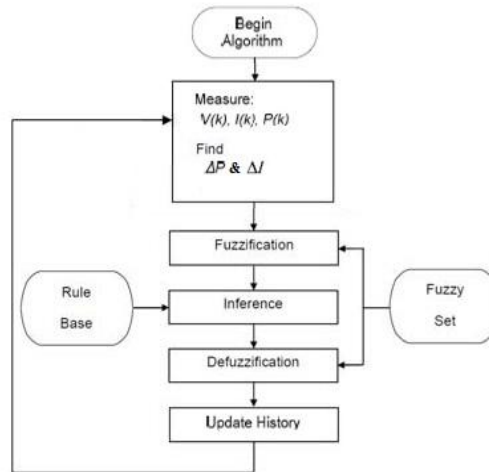 Begin
Algorithm
Measure:
V(k), I(k), P(k)
Find
ΔP & ΔI
Fuzzification
Rule
Base
Inference
Fuzzy
Set
Defuzzification
Update History